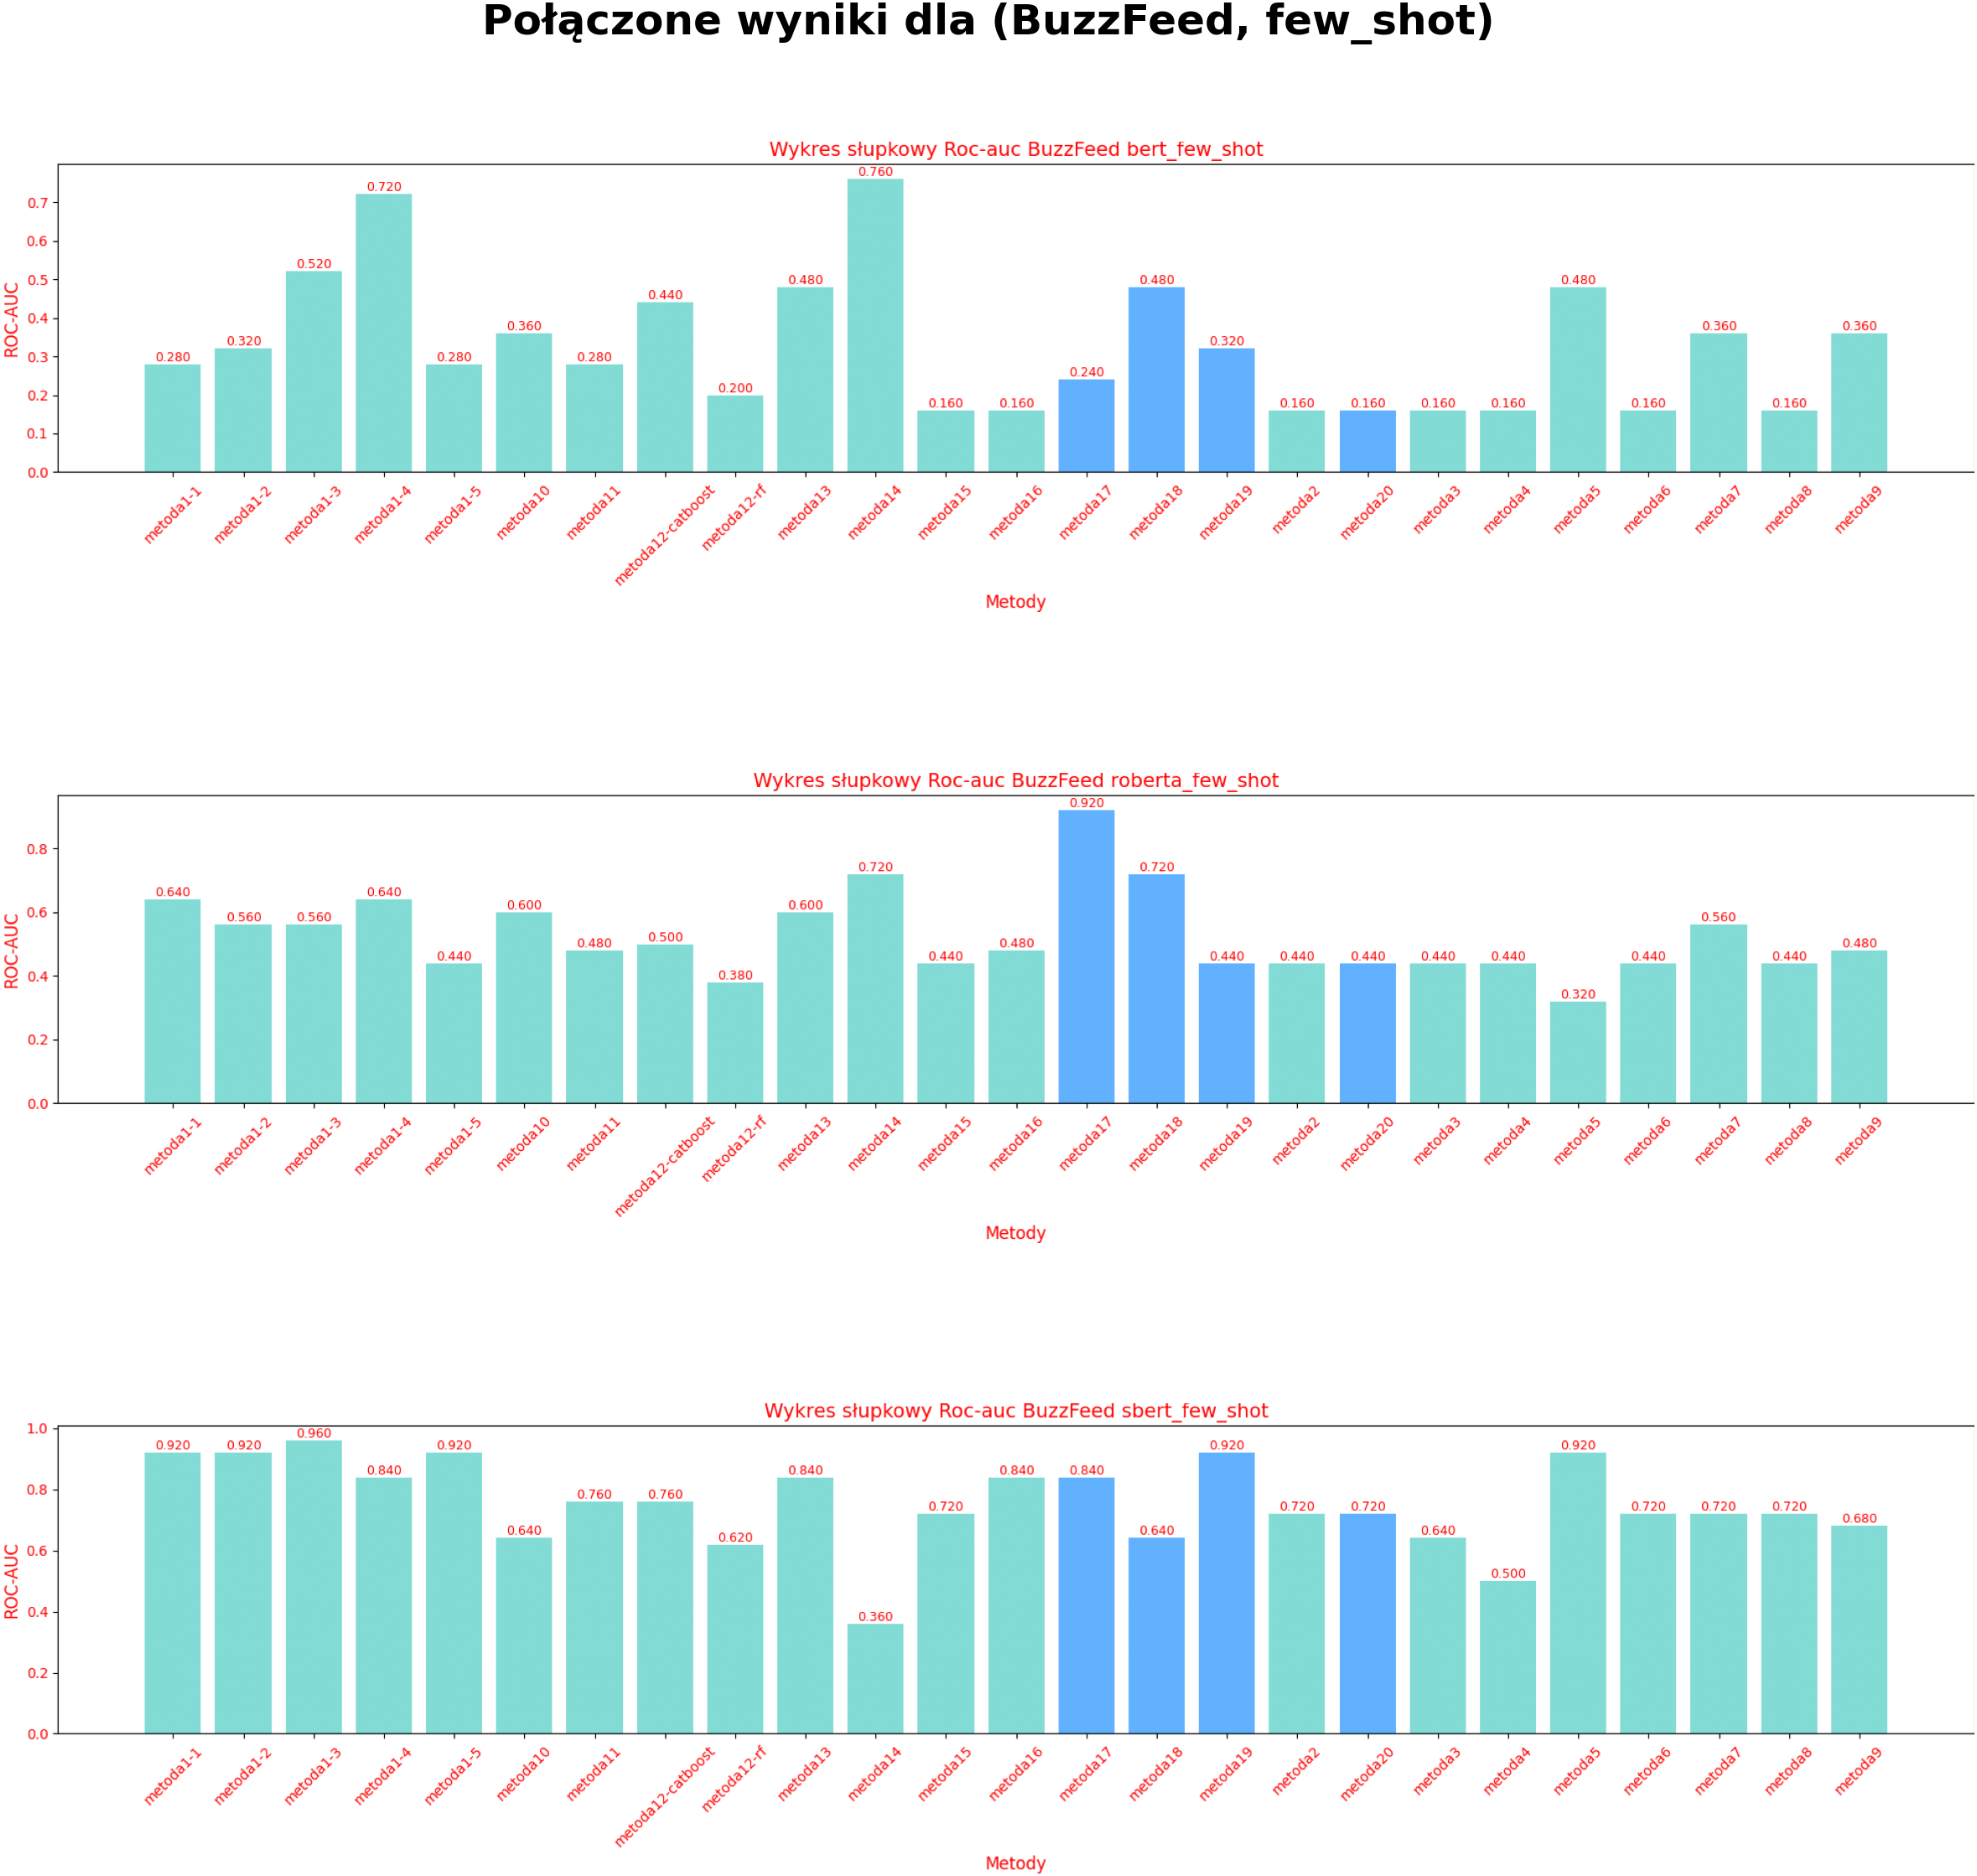 Połączone wyniki dla (BuzzFeed, few_shot)
Wykres słupkowy Roc-auc BuzzFeed bert_few_shot
ROC-AUC
0.7
0.6
0.5
0.4
0.3
0.2
0.1
0.0
0.280 0.320 0.520 0.720 0.280 0.360 0.280 0.440 0.200 0.480 0.760 0.160 0.160 0.240 0.480 0.320 0.160 0.160 0.160 0.160 0.480 0.160 0.360 0.160 0.360
metoda1-1 metoda1-2 metoda1-3 metoda1-4 metoda1-5 metoda10 metoda11 metoda12-catboost metoda12-rf metoda13 metoda14 metoda15 metoda16 metoda17 metoda18 metoda19 metoda2 metoda20 metoda3 metoda4 metoda5 metoda6 metoda7 metoda8 metoda9
Metody
Wykres słupkowy Roc-auc BuzzFeed roberta_few_shot
ROC-AUC
0.8
0.6
0.4
0.2
0.0
0.640 0.560 0.560 0.640 0.440 0.600 0.480 0.500 0.380 0.600 0.720 0.440 0.480 0.920 0.720 0.440 0.440 0.440 0.440 0.440 0.320 0.440 0.560 0.440 0.480
metoda1-1 metoda1-2 metoda1-3 metoda1-4 metoda1-5 metoda10 metoda11 metoda12-catboost metoda12-rf metoda13 metoda14 metoda15 metoda16 metoda17 metoda18 metoda19 metoda2 metoda20 metoda3 metoda4 metoda5 metoda6 metoda7 metoda8 metoda9
Metody
Wykres słupkowy Roc-auc BuzzFeed sbert_few_shot
ROC-AUC
1.0
0.8
0.6
0.4
0.2
0.0
0.920 0.920 0.960 0.840 0.920 0.640 0.760 0.760 0.620 0.840 0.360 0.720 0.840 0.840 0.640 0.920 0.720 0.720 0.640 0.500 0.920 0.720 0.720 0.720 0.680
metoda1-1 metoda1-2 metoda1-3 metoda1-4 metoda1-5 metoda10 metoda11 metoda12-catboost metoda12-rf metoda13 metoda14 metoda15 metoda16 metoda17 metoda18 metoda19 metoda2 metoda20 metoda3 metoda4 metoda5 metoda6 metoda7 metoda8 metoda9
Metody